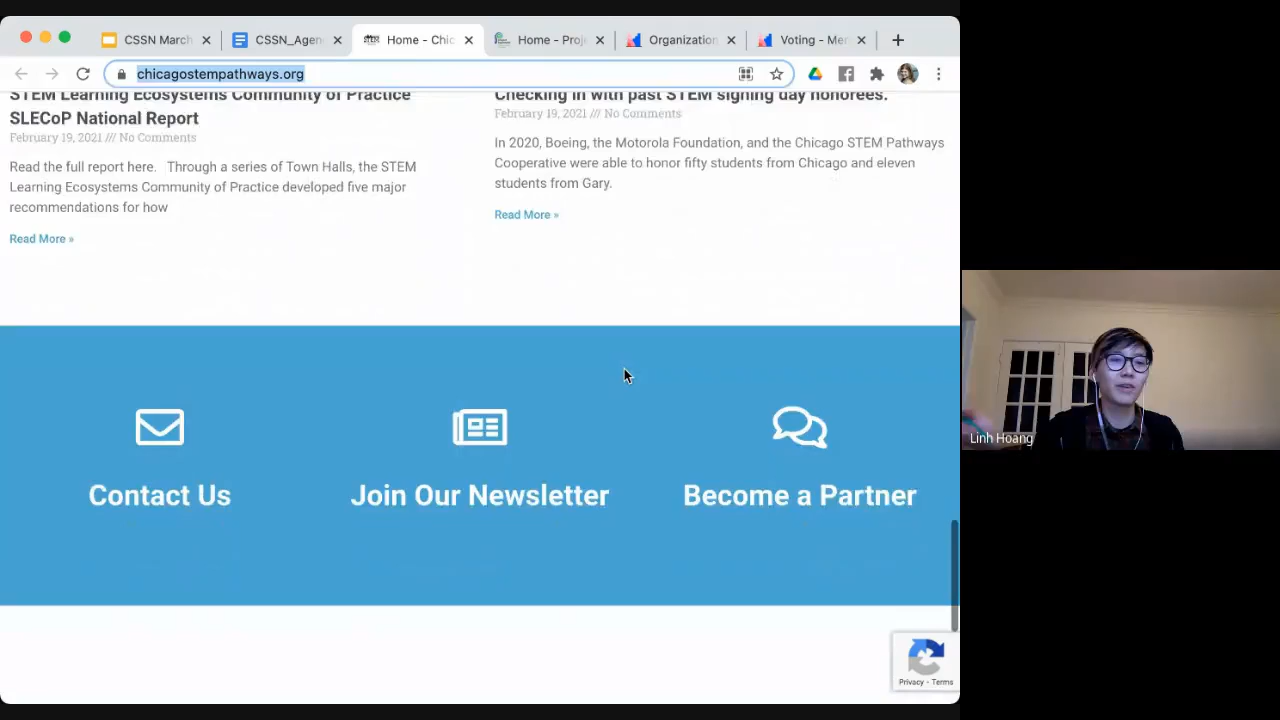 CSSN March
CSSN_Agen
Home - Chic
Home - Proj
Organization
Voting - Mer
chicagostempathways.org
STEM Learning Ecosystems Community of Practice
SLECoP National Report
February 19, 2021 /// No Comments
Read the full report here. Through a series of Town Halls, the STEM
Learning Ecosystems Community of Practice developed five major
recommendations for how
Read More »
Checking in with past STEM signing day honorees.
February 19, 2021 /// No Comments
In 2020, Boeing, the Motorola Foundation, and the Chicago STEM Pathways
Cooperative were able to honor fifty students from Chicago and eleven
students from Gary.
Read More »
Contact Us
Join Our Newsletter
Become a Partner
Privacy - Terms
Linh Hoang